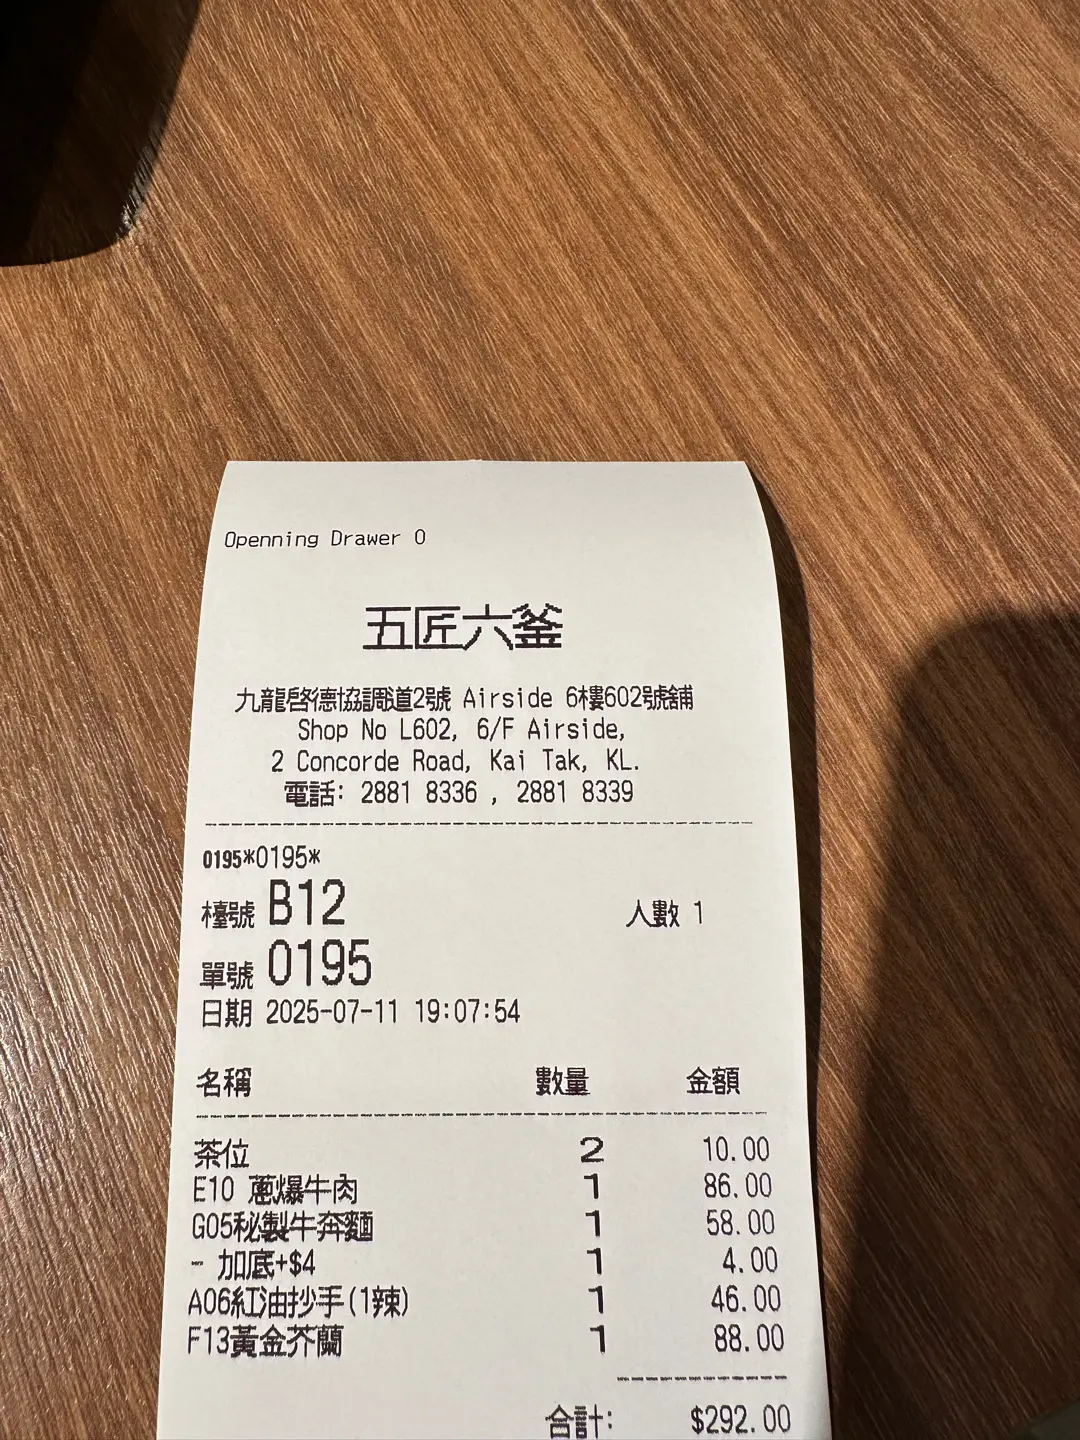 Openning Drawer 0
五匠六釜
九龍啓德協調道2號 Airside 6樓602號舖
Shop No L602, 6/F Airside,
2 Concorde Road, Kai Tak, KL.
電話: 2881 8336 , 2881 8339
0195*0195*
檯號 B12 人數 1
單號 0195
日期 2025-07-11 19:07:54
名稱 數量 金額
茶位 2 10.00
E10 蔥爆牛肉 1 86.00
G05秘製牛奔麵 1 58.00
- 加底+$4 1 4.00
A06紅油抄手(1辣) 1 46.00
F13黃金芥蘭 1 88.00
合計: $292.00